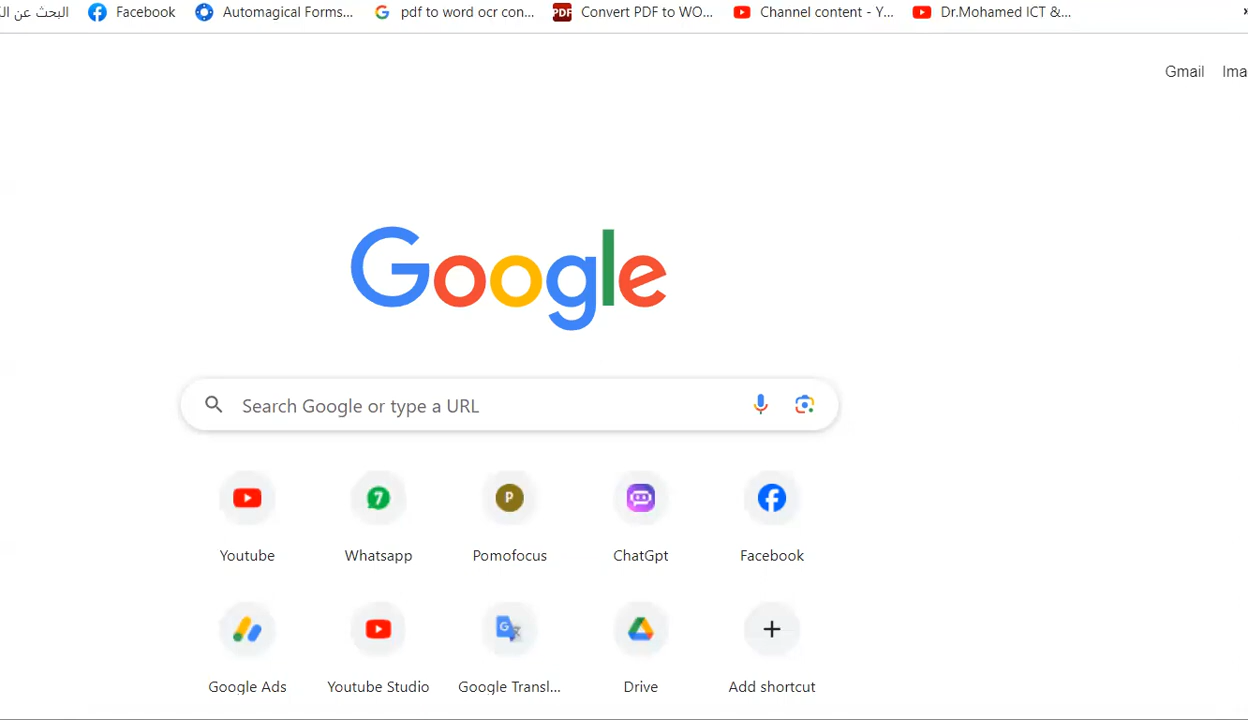 البحث عن
Facebook
Automagical Forms...
pdf to word ocr con...
Convert PDF to WO...
Channel content - Y...
Dr.Mohamed ICT &...
Gmail
Ima
Google
Search Google or type a URL
Youtube
Whatsapp
Pomofocus
ChatGpt
Facebook
Google Ads
Youtube Studio
Google Transl...
Drive
Add shortcut